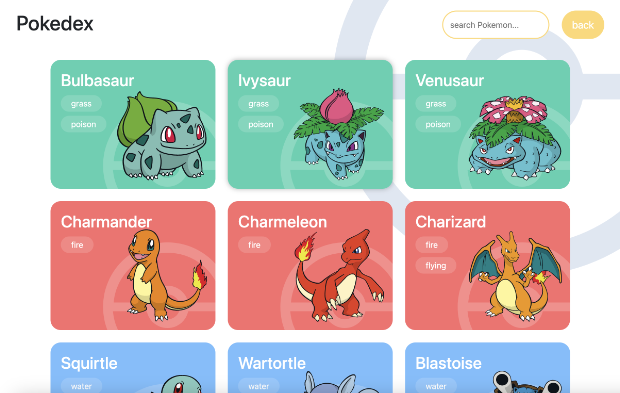 Pokedex
search Pokemon...
back
Bulbasaur
grass
poison
Ivysaur
grass
poison
Venusaur
grass
poison
Charmander
fire
Charmeleon
fire
Charizard
fire
flying
Squirtle
water
Wartortle
water
Blastoise
water